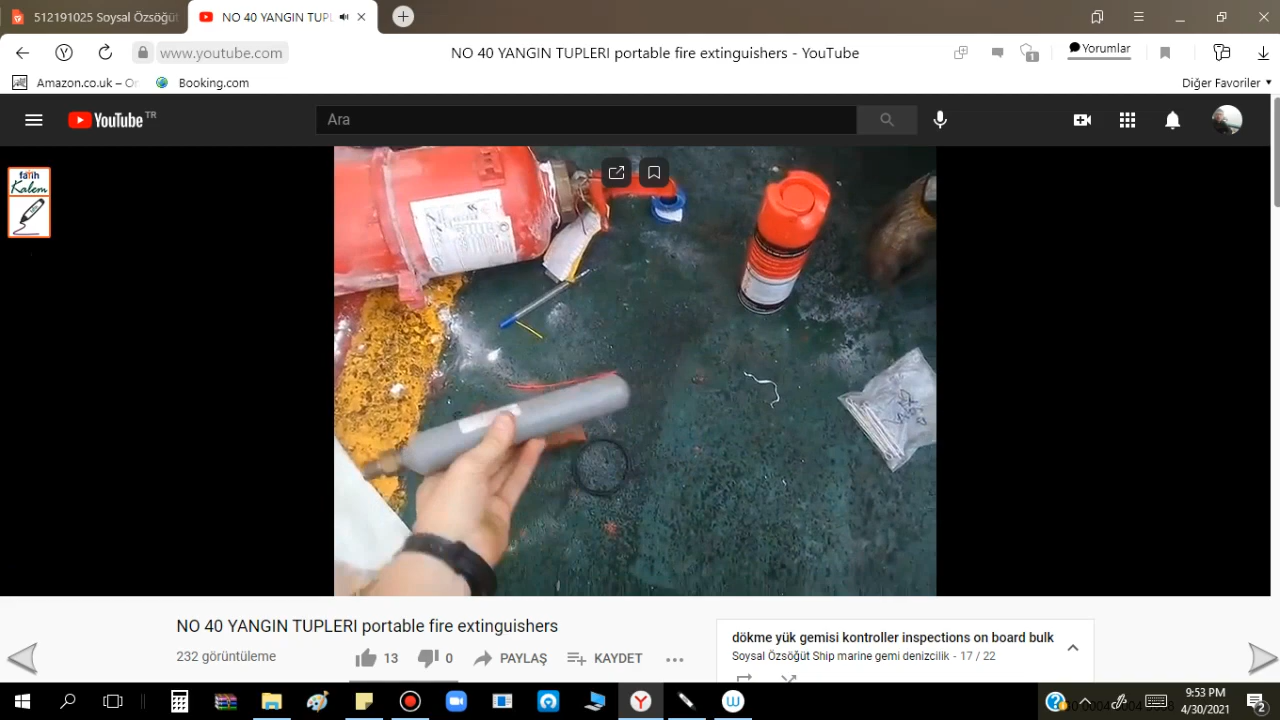 512191025 Soysal Özsöğüt
NO 40 YANGIN TUPL
www.youtube.com
NO 40 YANGIN TUPLERI portable fire extinguishers - YouTube
1
Yorumlar
Amazon.co.uk – Or
Booking.com
Diğer Favoriler
YouTube TR
Ara
fatih
Kalem
NO 40 YANGIN TUPLERI portable fire extinguishers
232 görüntüleme
13
0
PAYLAŞ
KAYDET
dökme yük gemisi kontroller inspections on board bulk
Soysal Özsöğüt Ship marine gemi denizcilik - 17 / 22
9:53 PM
4/30/2021
2